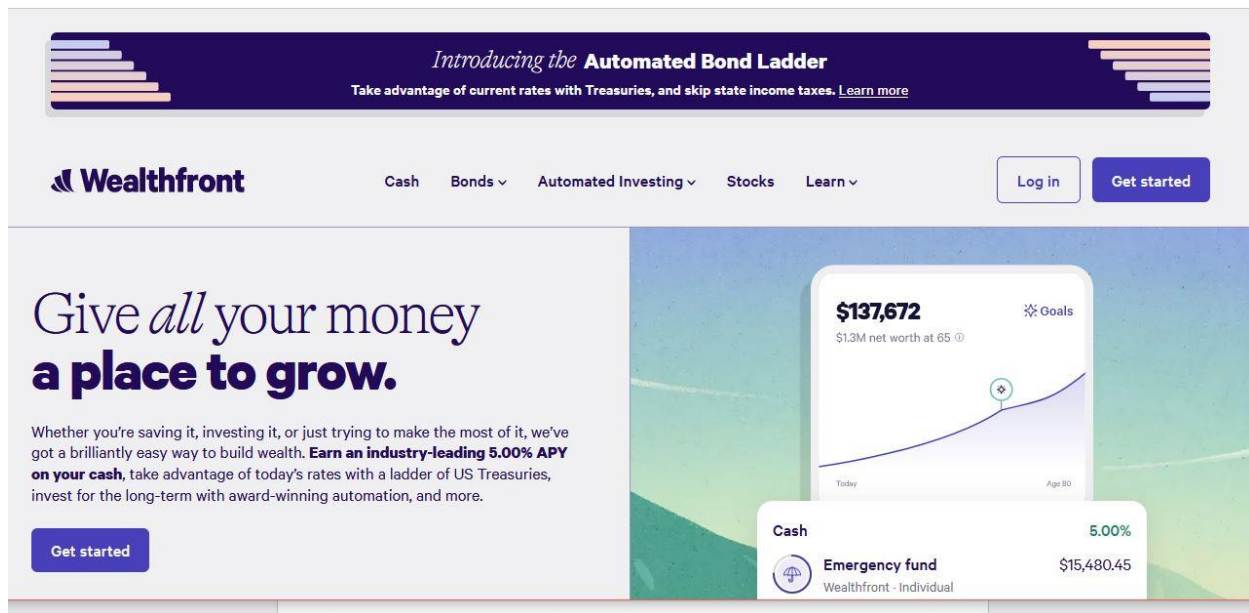 Introducing the Automated Bond Ladder
Take advantage of current rates with Treasuries, and skip state income taxes. Learn more
Wealthfront
Cash Bonds Automated Investing Stocks Learn Log in Get started
Give all your money
a place to grow.
Whether you’re saving it, investing it, or just trying to make the most of it, we’ve
got a brilliantly easy way to build wealth. Earn an industry-leading 5.00% APY
on your cash, take advantage of today’s rates with a ladder of US Treasuries,
invest for the long-term with award-winning automation, and more.
Get started
$137,672 Goals
$1.3M net worth at 65
Today Age 80
Cash 5.00%
Emergency fund $15,480.45
Wealthfront - Individual